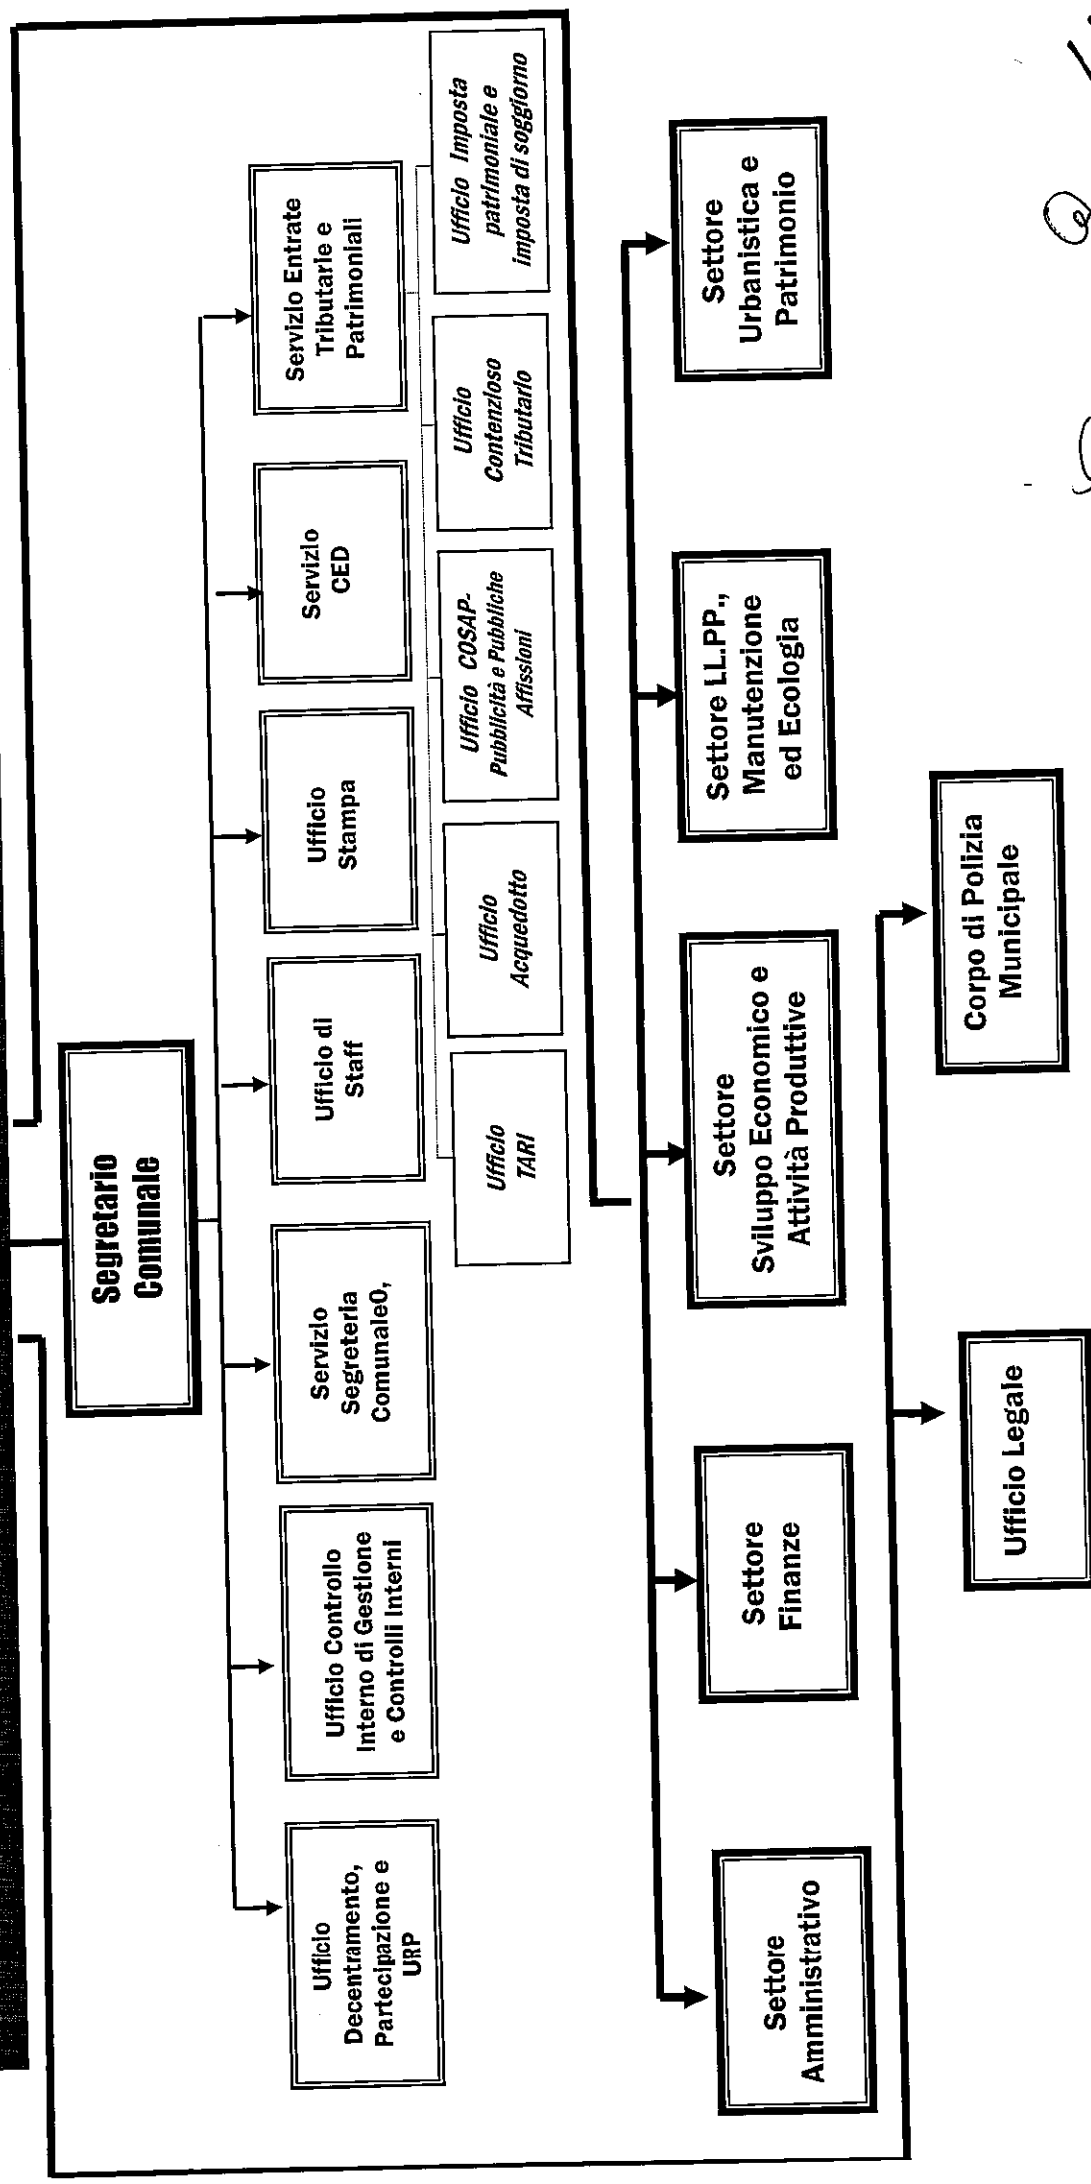 Segretario
Comunale
Ufficio
Decentramento,
Partecipazione e
URP
Ufficio Controllo
Interno di Gestione
e Controlli Interni
Servizio
Segreteria
Comunale0,
Ufficio di
Staff
Ufficio
Stampa
Servizio
CED
Servizio Entrate
Tributarie e
Patrimoniali
Ufficio
TARI
Ufficio
Acquedotto
Ufficio COSAP-
Pubblicità e Pubbliche
Affissioni
Ufficio
Contenzioso
Tributario
Ufficio Imposta
patrimoniale e
imposta di soggiorno
Settore
Amministrativo
Settore
Finanze
Settore
Sviluppo Economico e
Attività Produttive
Settore LL.PP.,
Manutenzione
ed Ecologia
Settore
Urbanistica e
Patrimonio
Ufficio Legale
Corpo di Polizia
Municipale